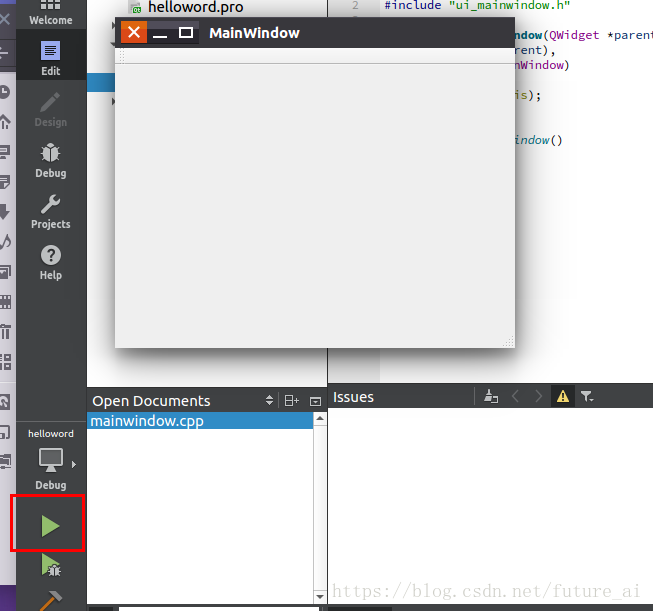 Welcome
Edit
Design
Debug
Projects
Help
helloword
Debug
helloword.pro
MainWindow
2
#include "ui_mainwindow.h"
ndow(QWidget *parent
rent),
nWindow)
is);
indow()
Open Documents
mainwindow.cpp
Issues
https://blog.csdn.net/future_ai